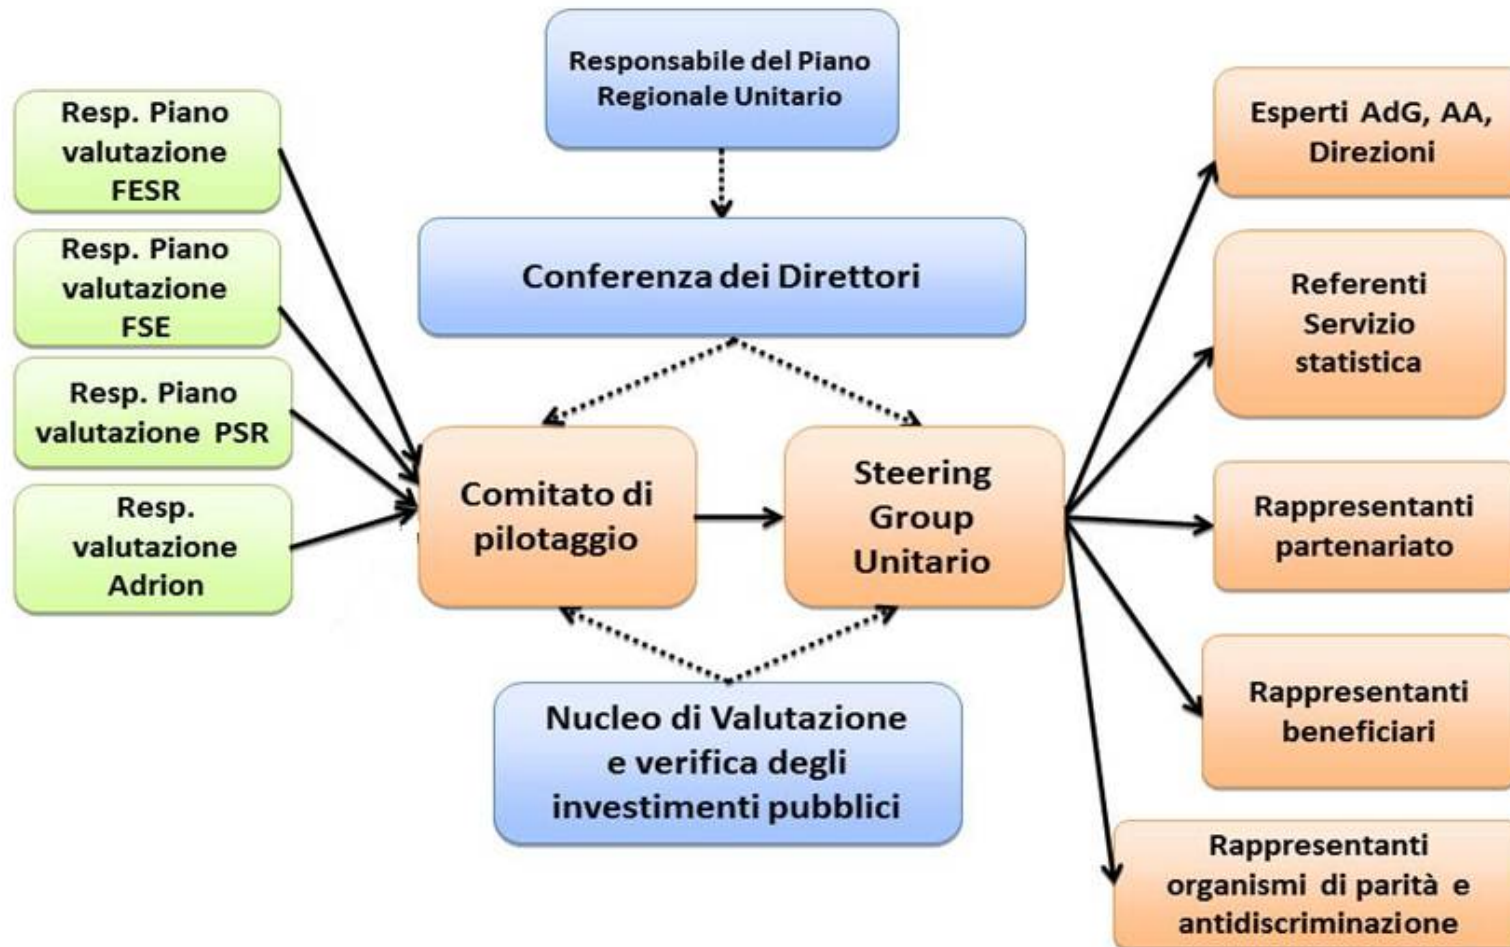 Responsabile del Piano
Regionale Unitario
Resp. Piano
valutazione
FESR
Resp. Piano
valutazione
FSE
Resp. Piano
valutazione PSR
Resp.
valutazione
Adrion
Conferenza dei Direttori
Comitato di
pilotaggio
Steering
Group
Unitario
Nucleo di Valutazione
e verifica degli
investimenti pubblici
Esperti AdG, AA,
Direzioni
Referenti
Servizio
statistica
Rappresentanti
partenariato
Rappresentanti
beneficiari
Rappresentanti
organismi di parità e
antidiscriminazione